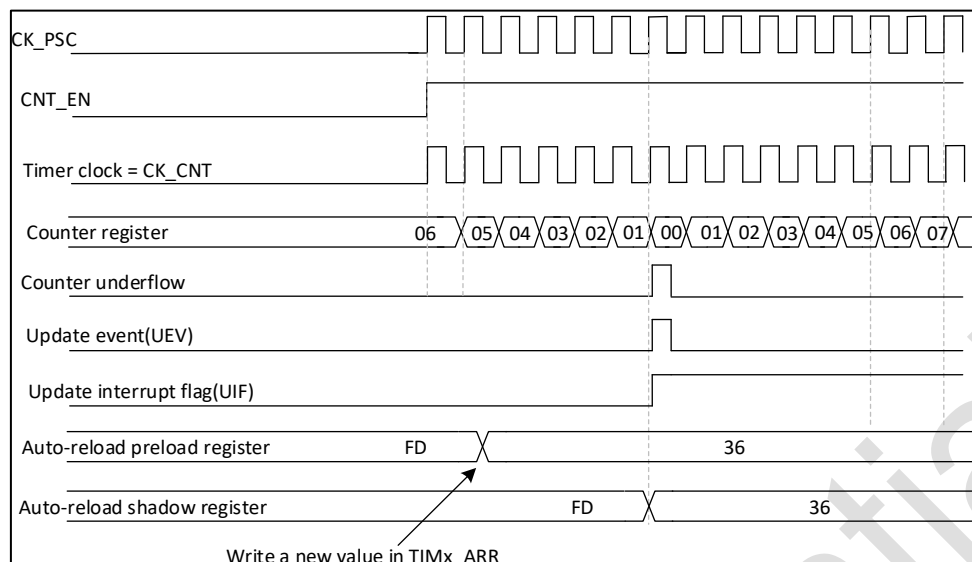 CK_PSC
CNT_EN
Timer clock = CK_CNT
Counter register 06 05 04 03 02 01 00 01 02 03 04 05 06 07
Counter underflow
Update event(UEV)
Update interrupt flag(UIF)
Auto-reload preload register FD 36
Auto-reload shadow register FD 36
Write a new value in TIMx_ARR